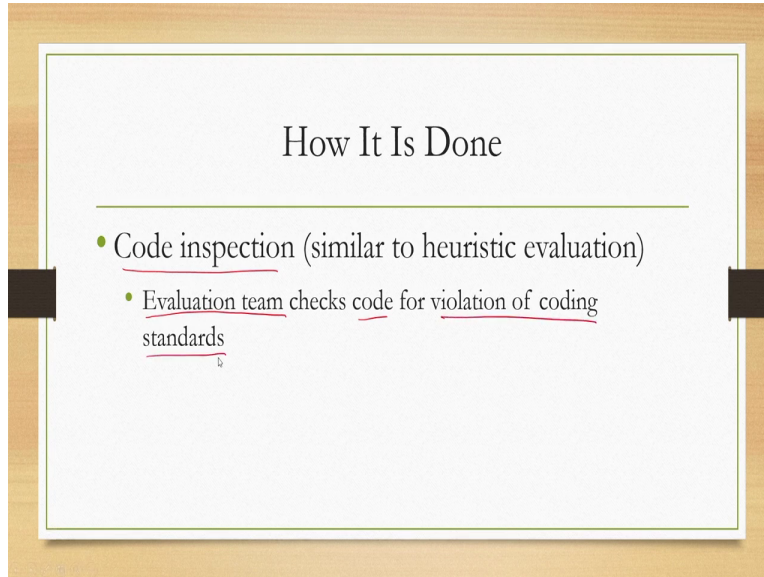 How It Is Done
• Code inspection (similar to heuristic evaluation)
• Evaluation team checks code for violation of coding
standards